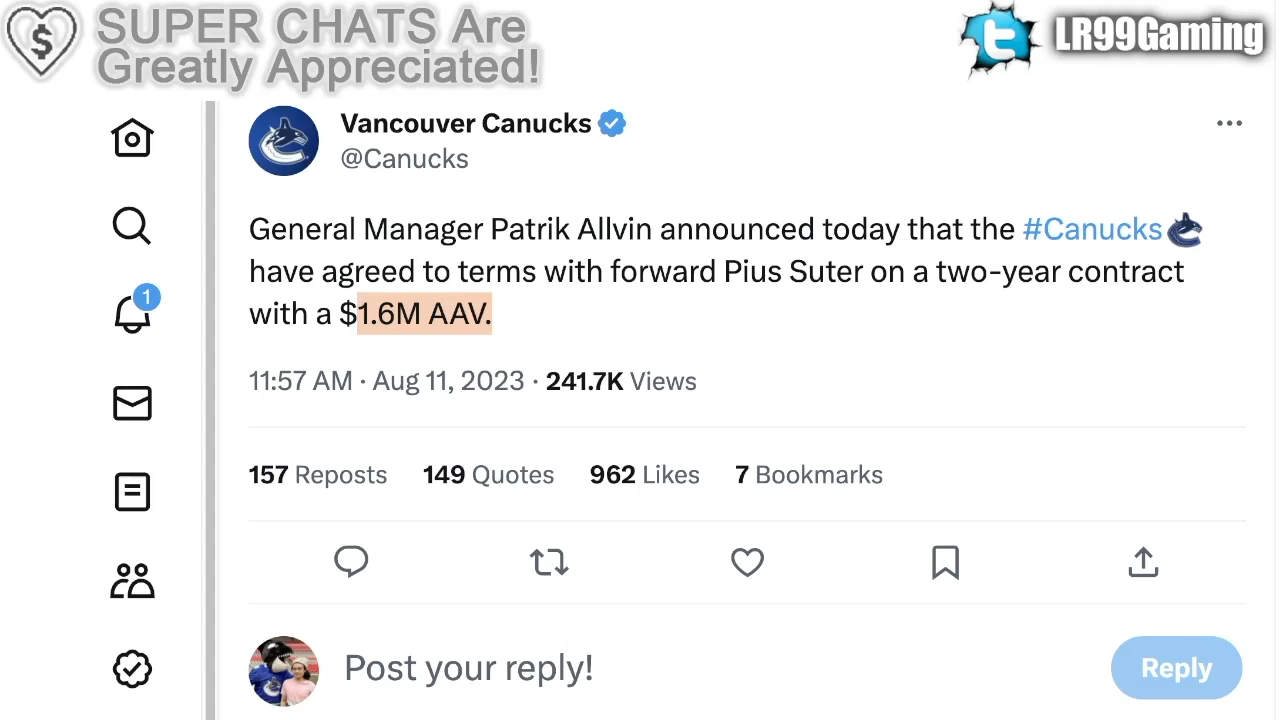 SUPER CHATS Are
Greatly Appreciated!
LR99Gaming
Vancouver Canucks
@Canucks
General Manager Patrik Allvin announced today that the #Canucks
have agreed to terms with forward Pius Suter on a two-year contract
with a $1.6M AAV.
11:57 AM · Aug 11, 2023 · 241.7K Views
157 Reposts 149 Quotes 962 Likes 7 Bookmarks
1
Post your reply!
Reply